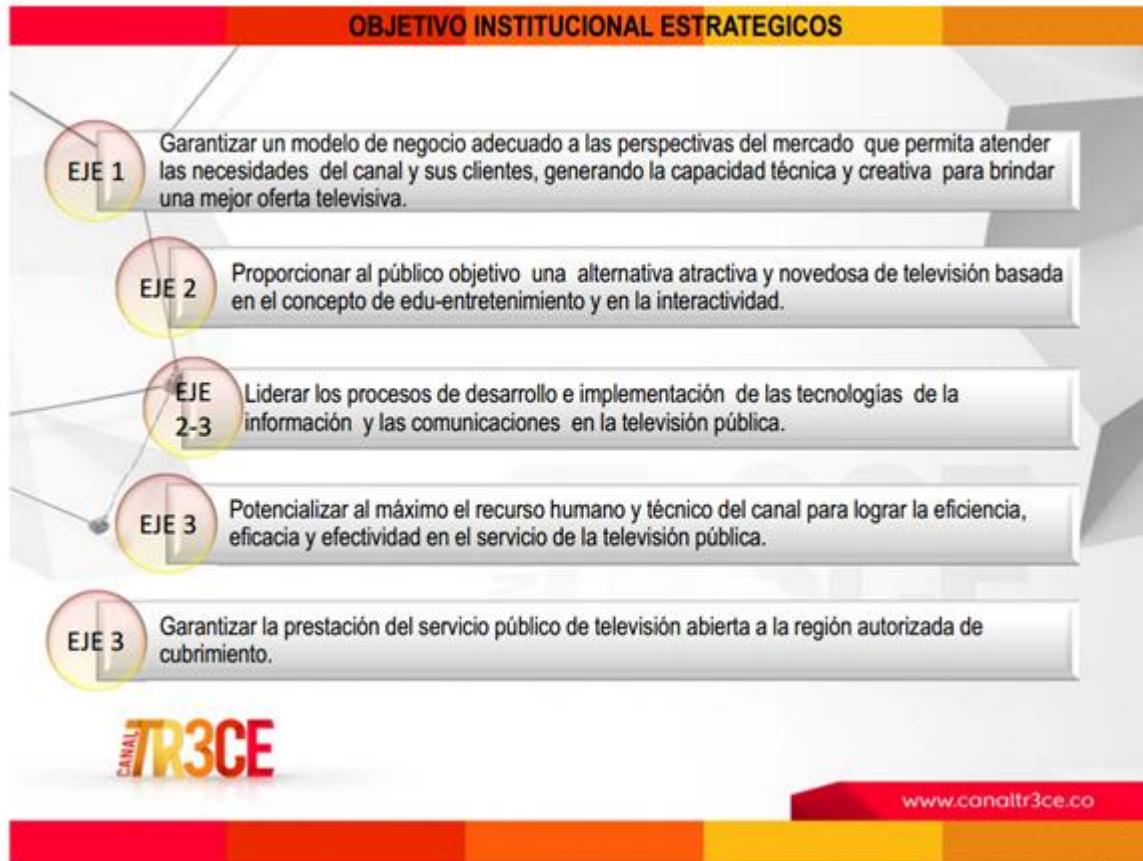 OBJETIVO INSTITUCIONAL ESTRATEGICOS
EJE 1
Garantizar un modelo de negocio adecuado a las perspectivas del mercado que permita atender
las necesidades del canal y sus clientes, generando la capacidad técnica y creativa para brindar
una mejor oferta televisiva.
EJE 2
Proporcionar al público objetivo una alternativa atractiva y novedosa de televisión basada
en el concepto de edu-entretenimiento y en la interactividad.
EJE
2-3
Liderar los procesos de desarrollo e implementación de las tecnologías de la
información y las comunicaciones en la televisión pública.
EJE 3
Potencializar al máximo el recurso humano y técnico del canal para lograr la eficiencia,
eficacia y efectividad en el servicio de la televisión pública.
EJE 3
Garantizar la prestación del servicio público de televisión abierta a la región autorizada de
cubrimiento.
CANAL
TR3CE
www.canaltr3ce.co